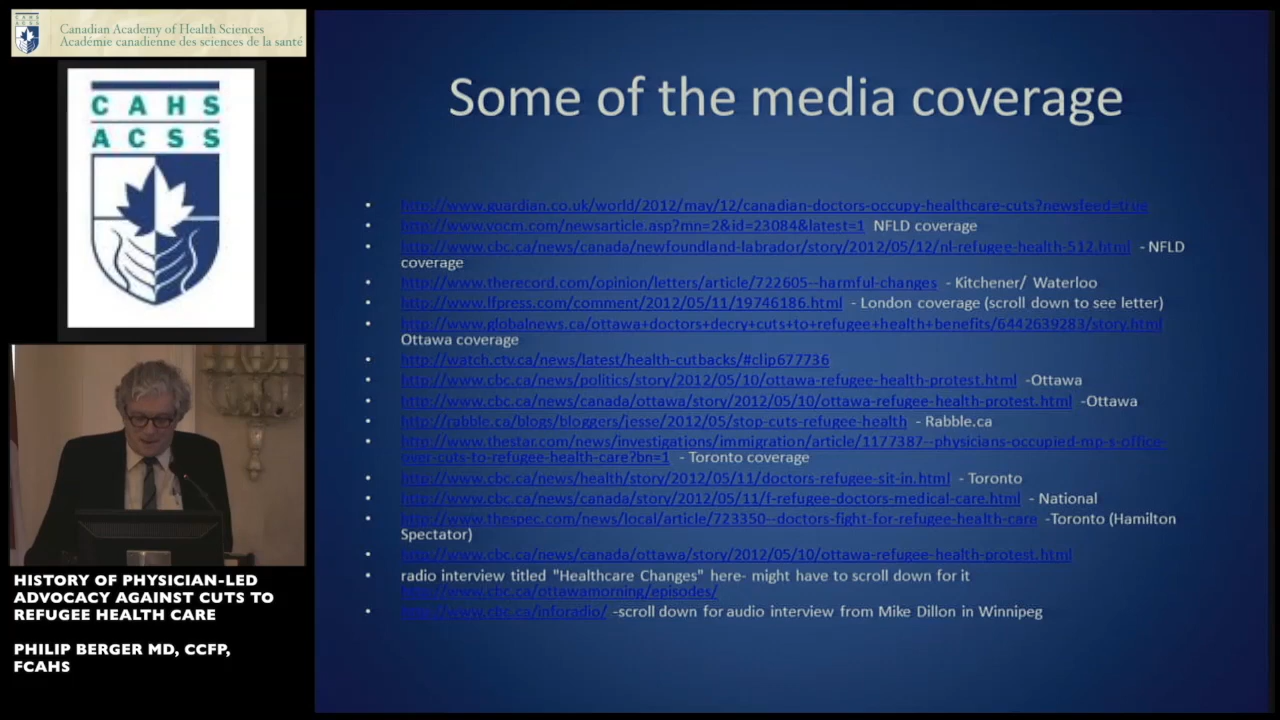 Canadian Academy of Health Sciences
Académie canadienne des sciences de la santé
CAHS
ACSS
HISTORY OF PHYSICIAN-LED
ADVOCACY AGAINST CUTS TO
REFUGEE HEALTH CARE
PHILIP BERGER MD, CCFP,
FCAHS
Some of the media coverage
• http://www.guardian.co.uk/world/2012/may/12/canadian-doctors-occupy-healthcare-cuts?newsfeed=true
• http://www.vocm.com/newsarticle.asp?mn=2&id=23084&latest=1 NFLD coverage
• http://www.cbc.ca/news/canada/newfoundland-labrador/story/2012/05/12/nl-refugee-health-512.html - NFLD
coverage
• http://www.therecord.com/opinion/letters/article/722605--harmful-changes - Kitchener/ Waterloo
• http://www.lfpress.com/comment/2012/05/11/19746186.html - London coverage (scroll down to see letter)
• http://www.globalnews.ca/ottawa+doctors+decry+cuts+to+refugee+health+benefits/6442639283/story.html
Ottawa coverage
• http://watch.ctv.ca/news/latest/health-cutbacks/#clip677736
• http://www.cbc.ca/news/politics/story/2012/05/10/ottawa-refugee-health-protest.html -Ottawa
• http://www.cbc.ca/news/canada/ottawa/story/2012/05/10/ottawa-refugee-health-protest.html -Ottawa
• http://rabble.ca/blogs/bloggers/jesse/2012/05/stop-cuts-refugee-health - Rabble.ca
• http://www.thestar.com/news/investigations/immigration/article/1177387--physicians-occupied-mp-s-office-
over-cuts-to-refugee-health-care?bn=1 - Toronto coverage
• http://www.cbc.ca/news/health/story/2012/05/11/doctors-refugee-sit-in.html - Toronto
• http://www.cbc.ca/news/canada/story/2012/05/11/f-refugee-doctors-medical-care.html - National
• http://www.thespec.com/news/local/article/723350--doctors-fight-for-refugee-health-care -Toronto (Hamilton
Spectator)
• http://www.cbc.ca/news/canada/ottawa/story/2012/05/10/ottawa-refugee-health-protest.html
• radio interview titled "Healthcare Changes" here- might have to scroll down for it
http://www.cbc.ca/ottawamorning/episodes/
• http://www.cbc.ca/inforadio/ -scroll down for audio interview from Mike Dillon in Winnipeg